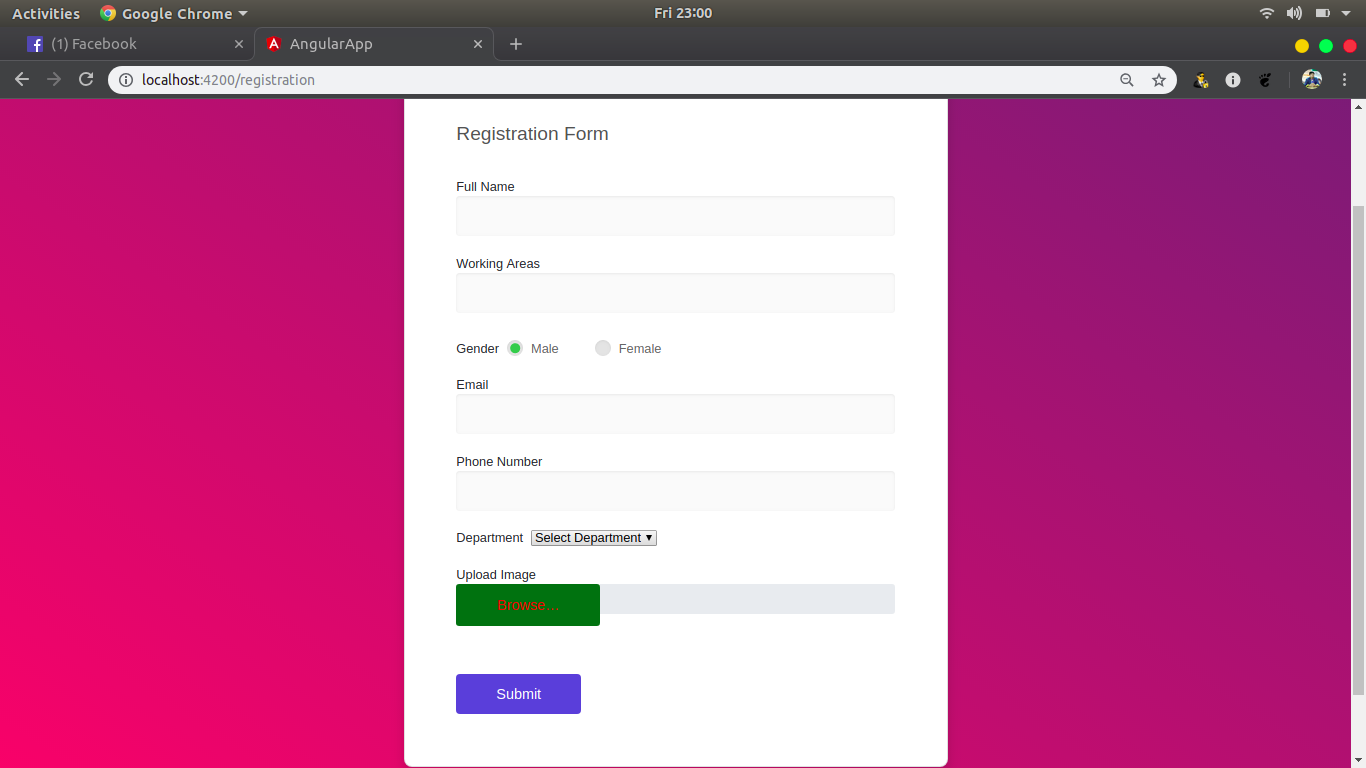 Activities Google Chrome Fri 23:00
(1) Facebook AngularApp
localhost:4200/registration
Registration Form
Full Name
Working Areas
Gender Male Female
Email
Phone Number
Department Select Department
Upload Image
Browse...
Submit